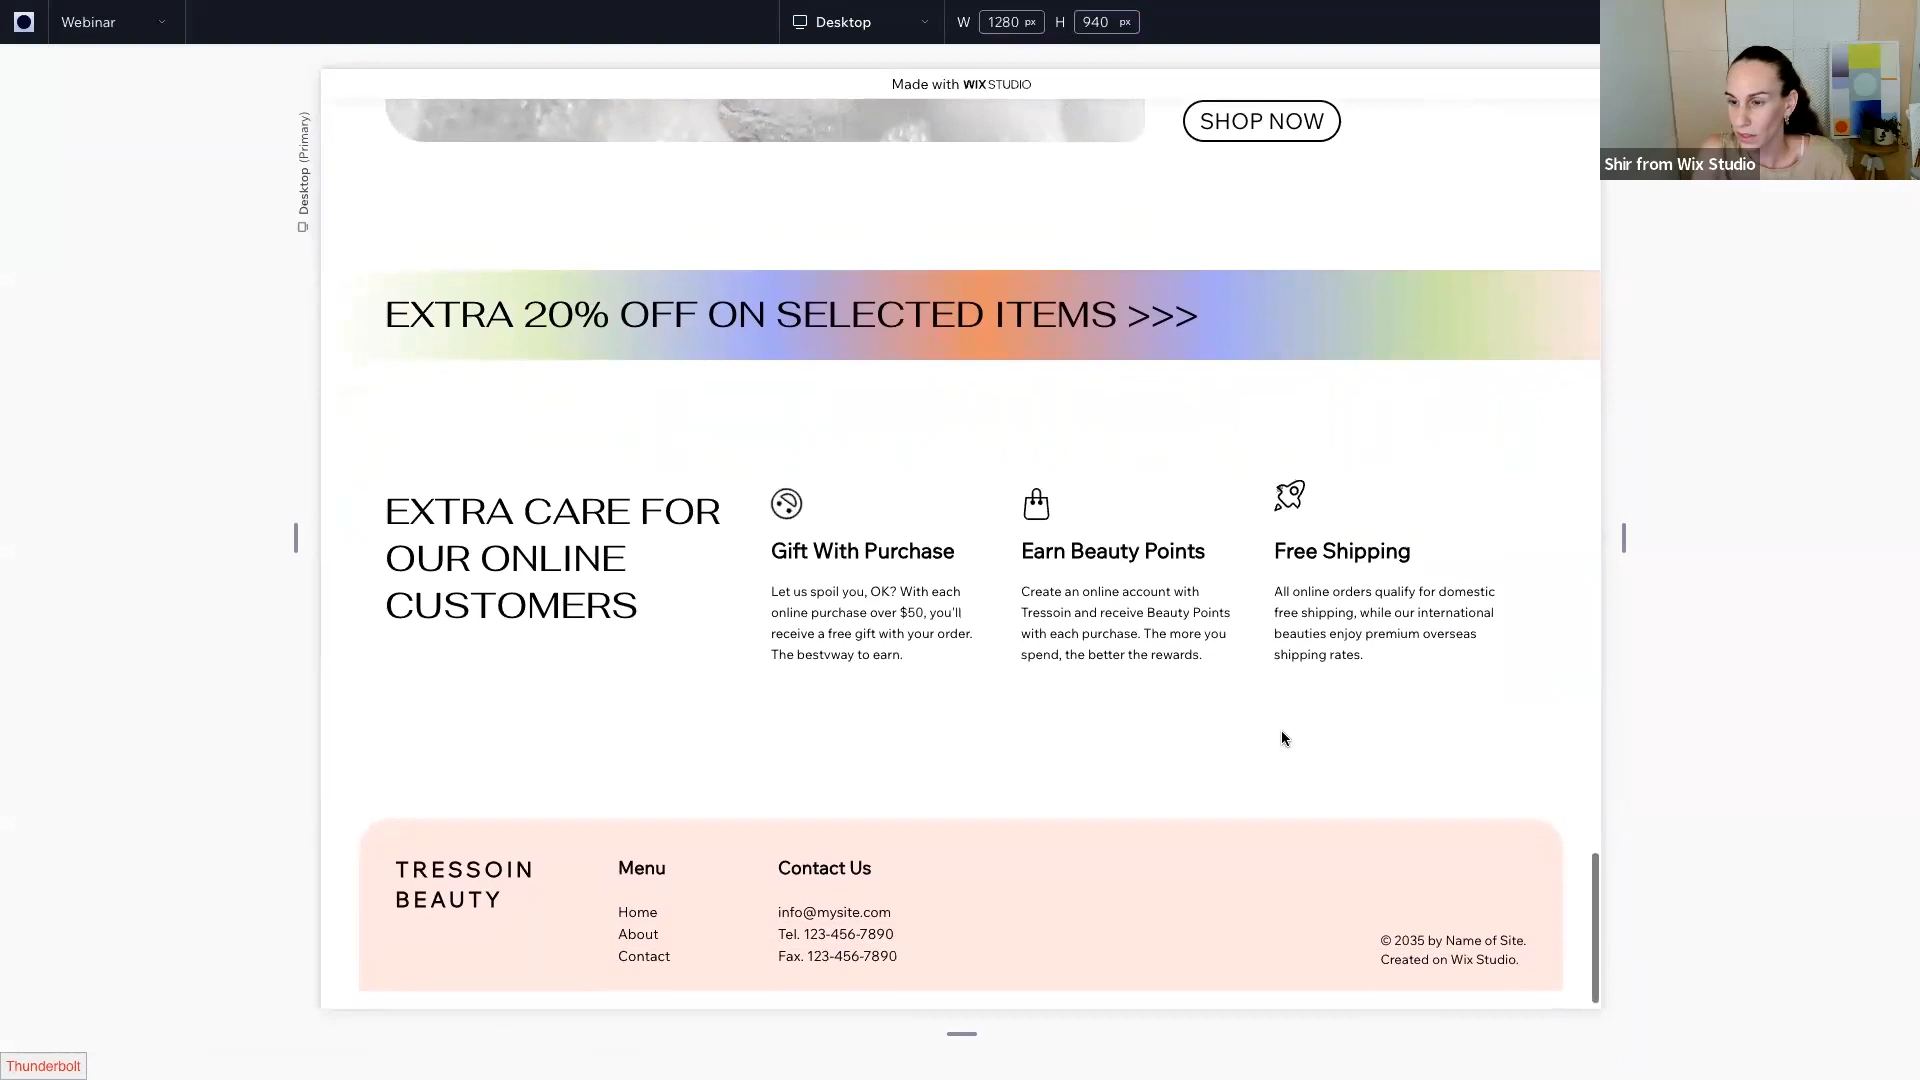 Webinar
Desktop
W 1280 px H 940 px
Shir from Wix Studio
Made with WIX STUDIO
Desktop (Primary)
SHOP NOW
EXTRA 20% OFF ON SELECTED ITEMS >>>
EXTRA CARE FOR
OUR ONLINE
CUSTOMERS
Gift With Purchase
Let us spoil you, OK? With each
online purchase over $50, you'll
receive a free gift with your order.
The bestvway to earn.
Earn Beauty Points
Create an online account with
Tressoin and receive Beauty Points
with each purchase. The more you
spend, the better the rewards.
Free Shipping
All online orders qualify for domestic
free shipping, while our international
beauties enjoy premium overseas
shipping rates.
TRESSOIN
BEAUTY
Menu
Home
About
Contact
Contact Us
info@mysite.com
Tel. 123-456-7890
Fax. 123-456-7890
© 2035 by Name of Site.
Created on Wix Studio.
Thunderbolt